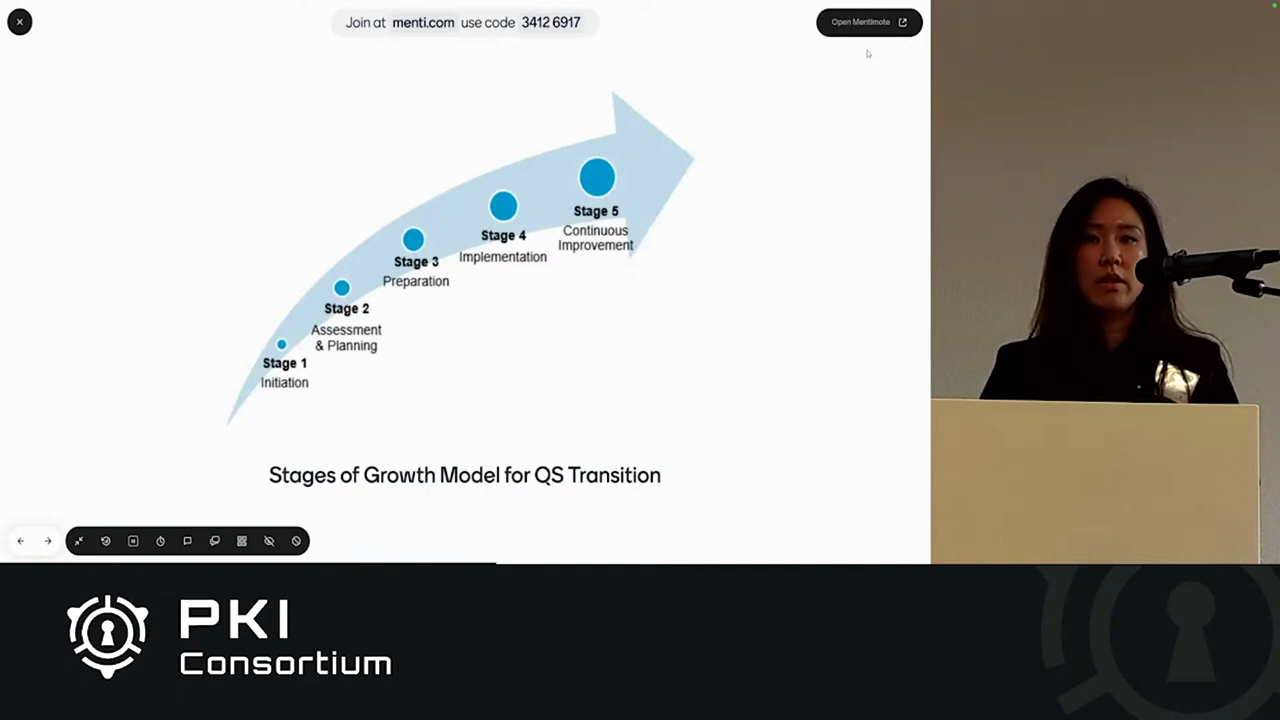 Join at menti.com use code 3412 6917
Open Mentimote
Stage 5
Continuous
Improvement
Stage 4
Implementation
Stage 3
Preparation
Stage 2
Assessment
& Planning
Stage 1
Initiation
Stages of Growth Model for QS Transition
PKI
Consortium